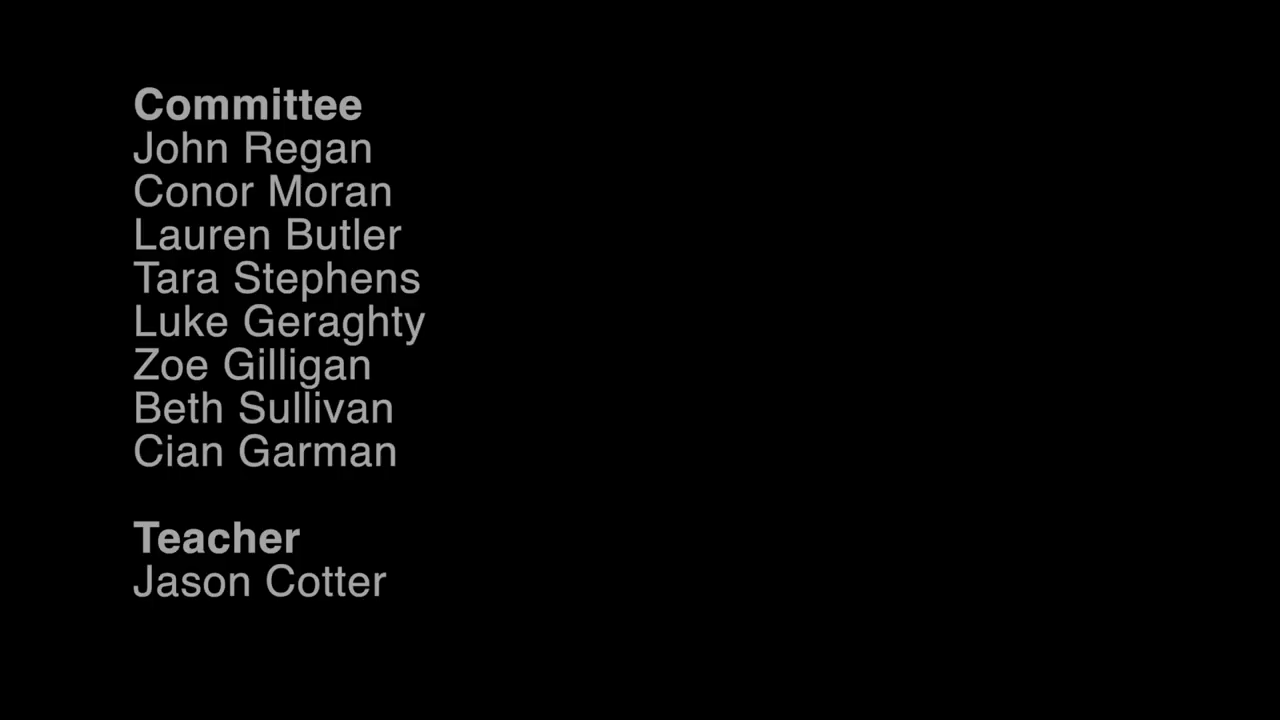 Committee
John Regan
Conor Moran
Lauren Butler
Tara Stephens
Luke Geraghty
Zoe Gilligan
Beth Sullivan
Cian Garman
Teacher
Jason Cotter